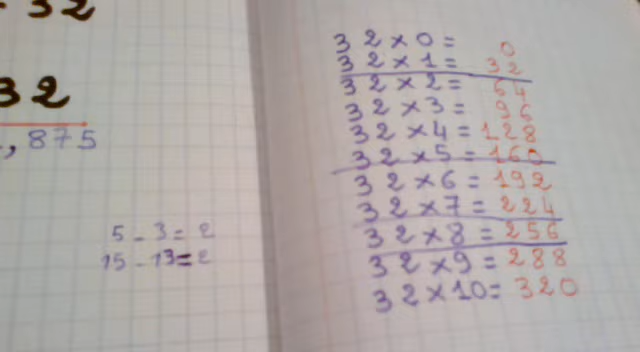 32
32
,875
5 - 3 = 2
15 - 13 = 2
32 × 0 = 0
32 × 1 = 32
32 × 2 = 64
32 × 3 = 96
32 × 4 = 128
32 × 5 = 160
32 × 6 = 192
32 × 7 = 224
32 × 8 = 256
32 × 9 = 288
32 × 10 = 320